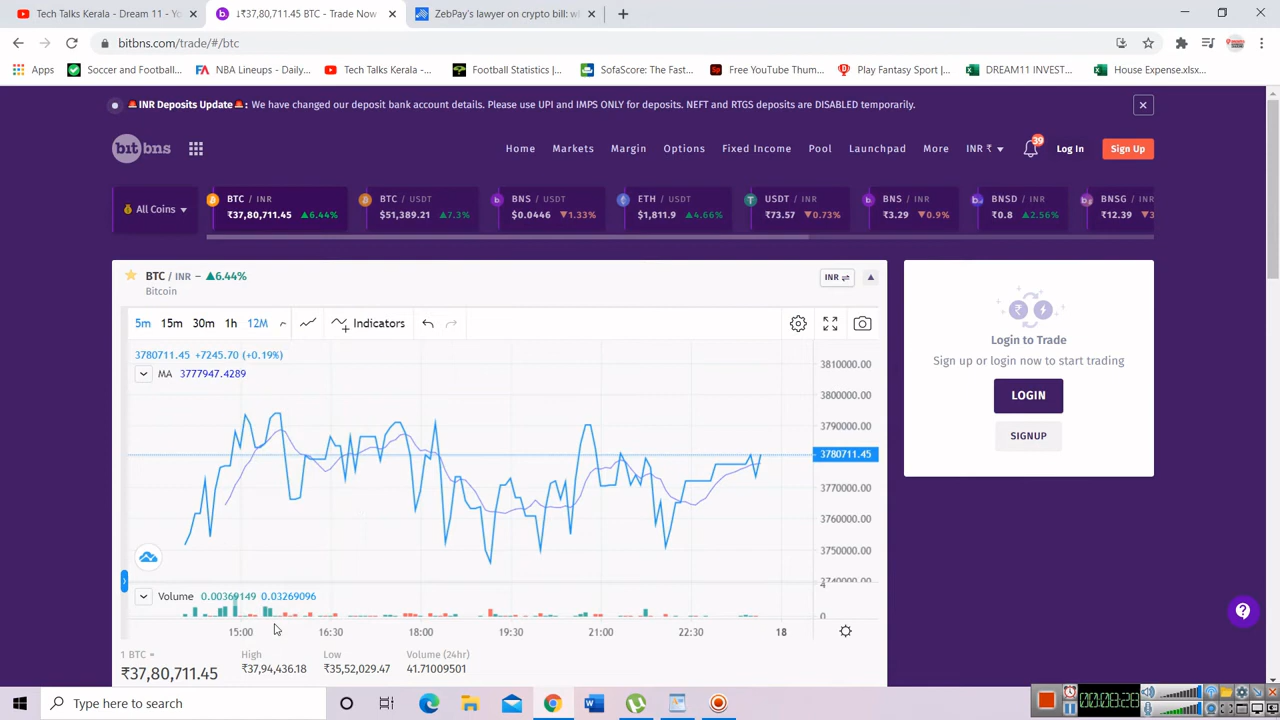 Tech Talks Kerala - Dream 11 - Yo
↓₹37,80,711.45 BTC - Trade Now
ZebPay's lawyer on crypto bill: wi
bitbns.com/trade/#/btc
Apps
Soccer and Football...
NBA Lineups - Daily...
Tech Talks Kerala -...
Football Statistics |...
SofaScore: The Fast...
Free YouTube Thum...
Play Fantasy Sport |...
DREAM11 INVEST...
House Expense.xlsx...
INR Deposits Update : We have changed our deposit bank account details. Please use UPI and IMPS ONLY for deposits. NEFT and RTGS deposits are DISABLED temporarily.
bitbns
Home
Markets
Margin
Options
Fixed Income
Pool
Launchpad
More
INR ₹
39
Log In
Sign Up
All Coins
BTC / INR
₹37,80,711.45 ▲6.44%
BTC / USDT
$51,389.21 ▲7.3%
BNS / USDT
$0.0446 ▼1.33%
ETH / USDT
$1,811.9 ▲4.66%
USDT / INR
₹73.57 ▼0.73%
BNS / INR
₹3.29 ▼0.9%
BNSD / INR
₹0.8 ▲2.56%
BNSG / INR
₹12.39 ▼3
BTC / INR – ▲6.44%
Bitcoin
INR ⇌
▲
5m 15m 30m 1h 12M
Indicators
3780711.45 +7245.70 (+0.19%)
MA 3777947.4289
3810000.00
3800000.00
3790000.00
3780711.45
3770000.00
3760000.00
3750000.00
3740000.00
4
Volume 0.00369149 0.03269096
0
15:00 16:30 18:00 19:30 21:00 22:30 18
1 BTC =
₹37,80,711.45
High
₹37,94,436.18
Low
₹35,52,029.47
Volume (24hr)
41.71009501
Login to Trade
Sign up or login now to start trading
LOGIN
SIGNUP
Type here to search
00:06:20